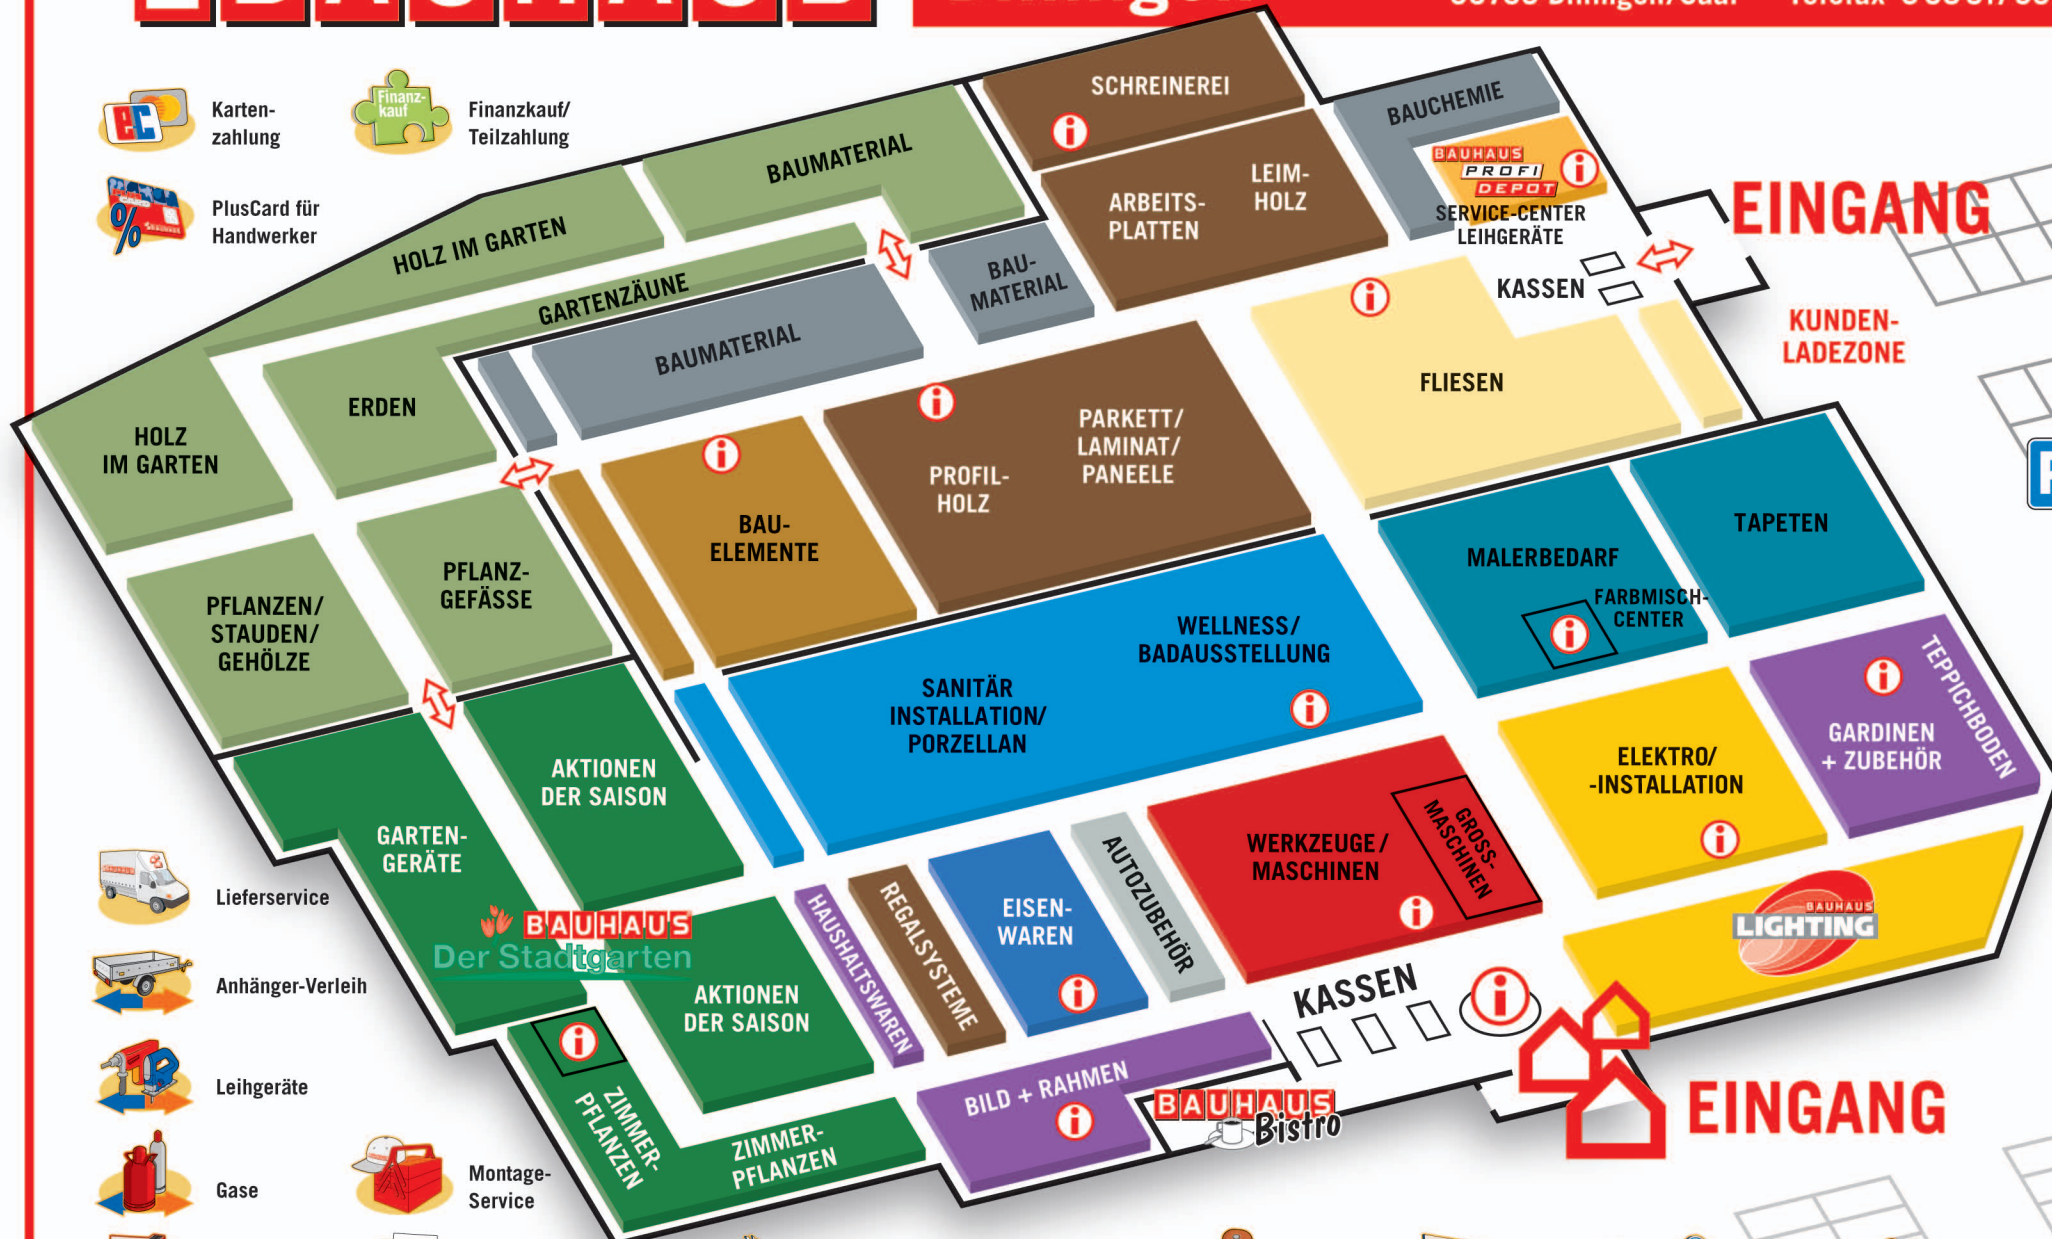 BAUHAUS
Karten-
zahlung
Finanz-
kauf
Finanzkauf/
Teilzahlung
ec
%
PlusCard für
Handwerker
SCHREINEREI
BAUCHEMIE
BAUMATERIAL
LEIM-
HOLZ
ARBEITS-
PLATTEN
BAUHAUS
PROFI
DEPOT
SERVICE-CENTER
LEIHGERÄTE
EINGANG
HOLZ IM GARTEN
GARTENZÄUNE
BAU-
MATERIAL
KASSEN
KUNDEN-
LADEZONE
BAUMATERIAL
FLIESEN
ERDEN
HOLZ
IM GARTEN
PARKETT/
LAMINAT/
PANEELE
PROFIL-
HOLZ
BAU-
ELEMENTE
TAPETEN
MALERBEDARF
FARBMISCH-
CENTER
PFLANZ-
GEFÄSSE
PFLANZEN/
STAUDEN/
GEHÖLZE
WELLNESS/
BADAUSSTELLUNG
SANITÄR
INSTALLATION/
PORZELLAN
TEPPICHBODEN
GARDINEN
+ ZUBEHÖR
ELEKTRO/
-INSTALLATION
AKTIONEN
DER SAISON
GARTEN-
GERÄTE
WERKZEUGE/
MASCHINEN
GROSS-
MASCHINEN
AUTOZUBEHÖR
EISEN-
WAREN
REGALSYSTEME
HAUSHALTSWAREN
BAUHAUS
LIGHTING
BAUHAUS
Der Stadtgarten
AKTIONEN
DER SAISON
KASSEN
Lieferservice
Anhänger-Verleih
Leihgeräte
Gase
Montage-
Service
ZIMMER-
PFLANZEN
ZIMMER-
PFLANZEN
BILD + RAHMEN
BAUHAUS
Bistro
EINGANG